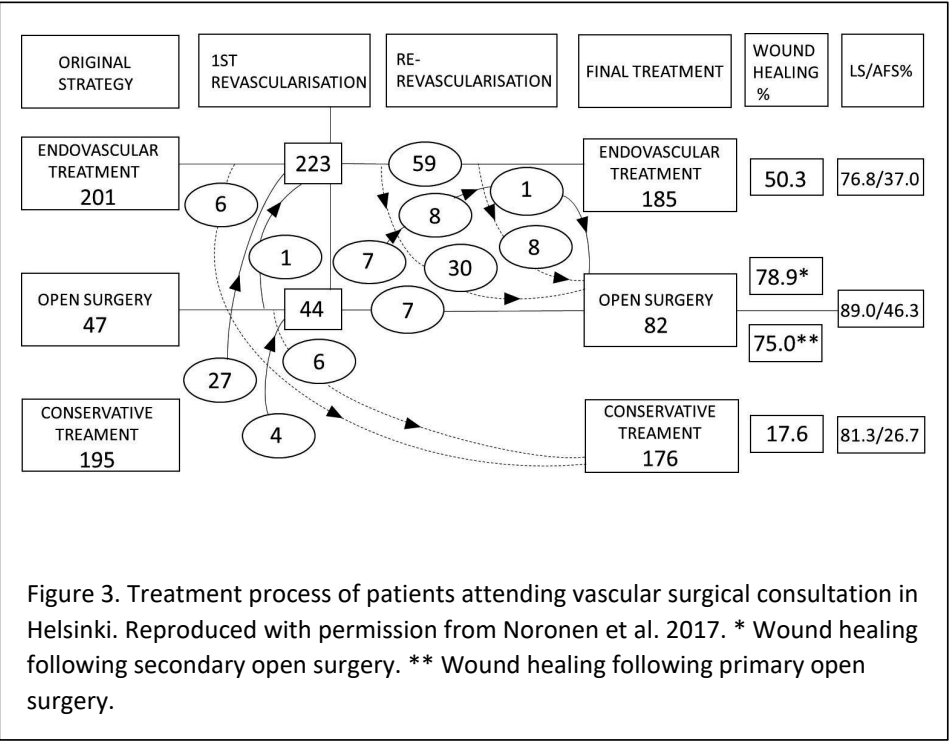 ORIGINAL
STRATEGY
1ST
REVASCULARISATION
RE-
REVASCULARISATION
FINAL TREATMENT
WOUND
HEALING
%
LS/AFS%
ENDOVASCULAR
TREATMENT
201
6
223
59
1
8
7
30
8
1
ENDOVASCULAR
TREATMENT
185
50.3
76.8/37.0
OPEN SURGERY
47
44
7
6
27
4
OPEN SURGERY
82
78.9*
75.0**
89.0/46.3
CONSERVATIVE
TREAMENT
195
CONSERVATIVE
TREAMENT
176
17.6
81.3/26.7
Figure 3. Treatment process of patients attending vascular surgical consultation in
Helsinki. Reproduced with permission from Noronen et al. 2017. * Wound healing
following secondary open surgery. ** Wound healing following primary open
surgery.